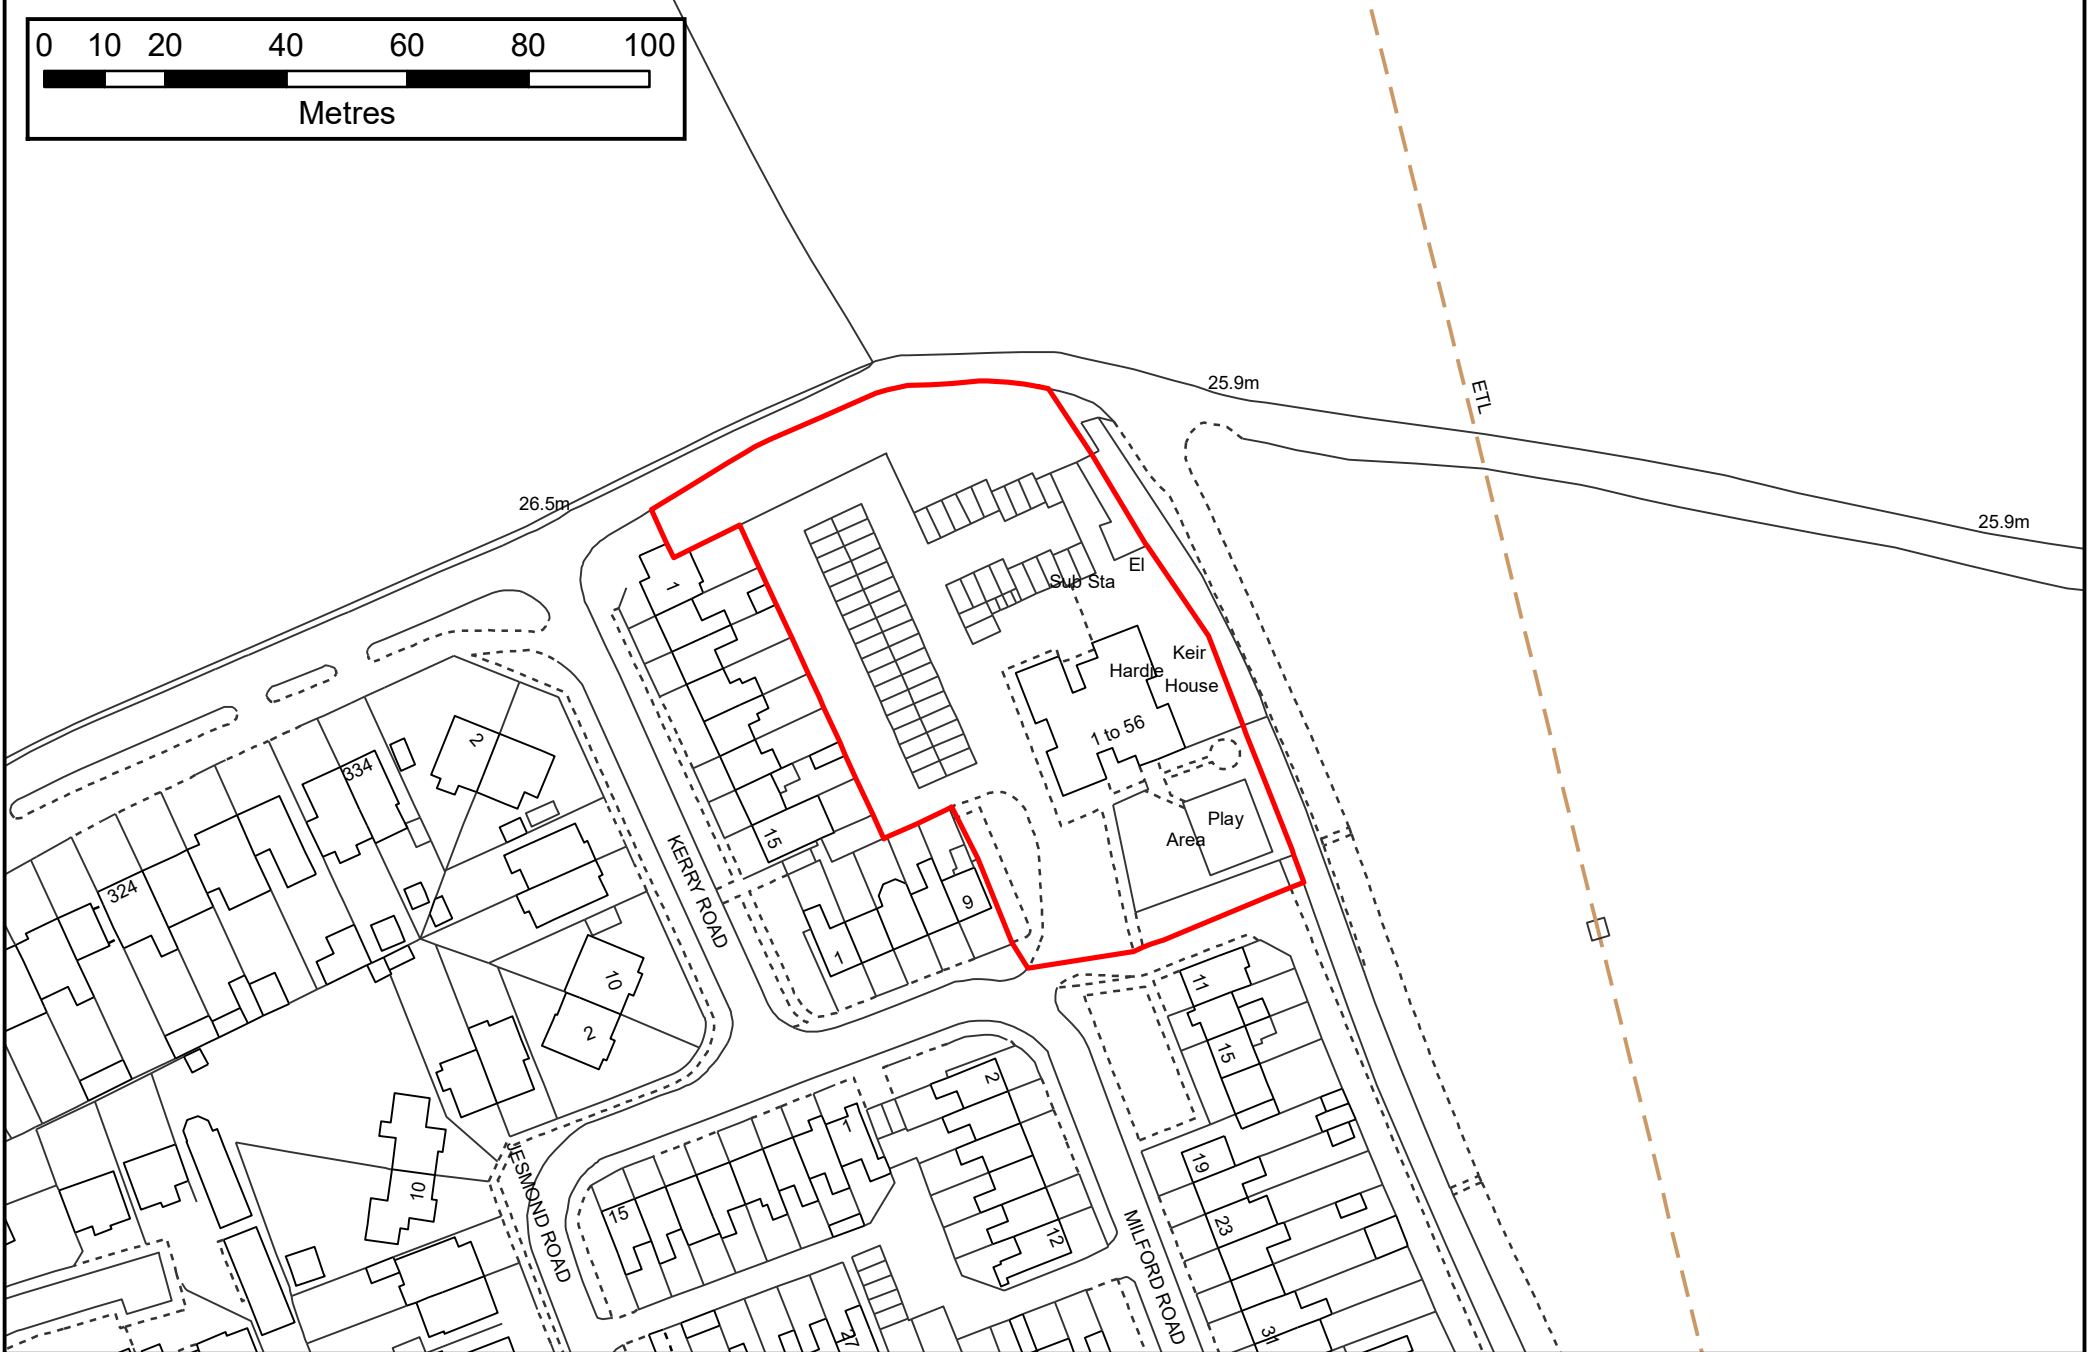 0 10 20 40 60 80 100
Metres
25.9m
ETL
26.5m
25.9m
El
Sub Sta
1
Keir
Hardie
House
1 to 56
2
334
Play
Area
15
324
KERRY ROAD
9
1
10
2
11
15
2
1
JESMOND ROAD
10
19
15
12
23
MILFORD ROAD
27
31